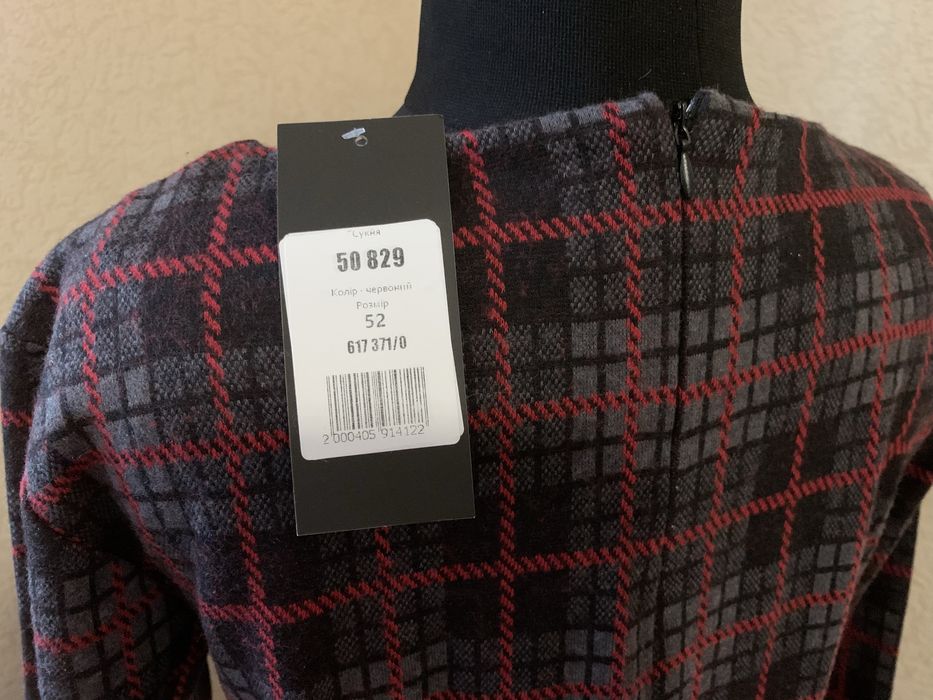 "Сукня
50 829
Колір - червоний
Розмір
52
617 371/0
2 000405 914122